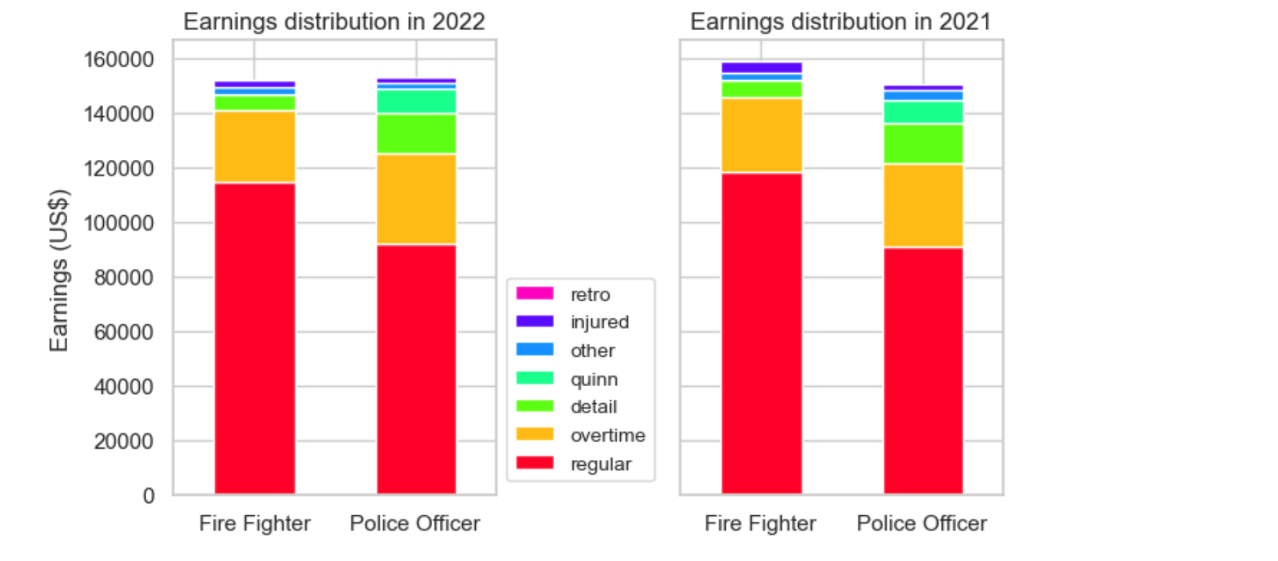 Earnings distribution in 2022
Earnings distribution in 2021
Earnings (US$)
160000
140000
120000
100000
80000
60000
40000
20000
0
retro
injured
other
quinn
detail
overtime
regular
Fire Fighter
Police Officer
Fire Fighter
Police Officer